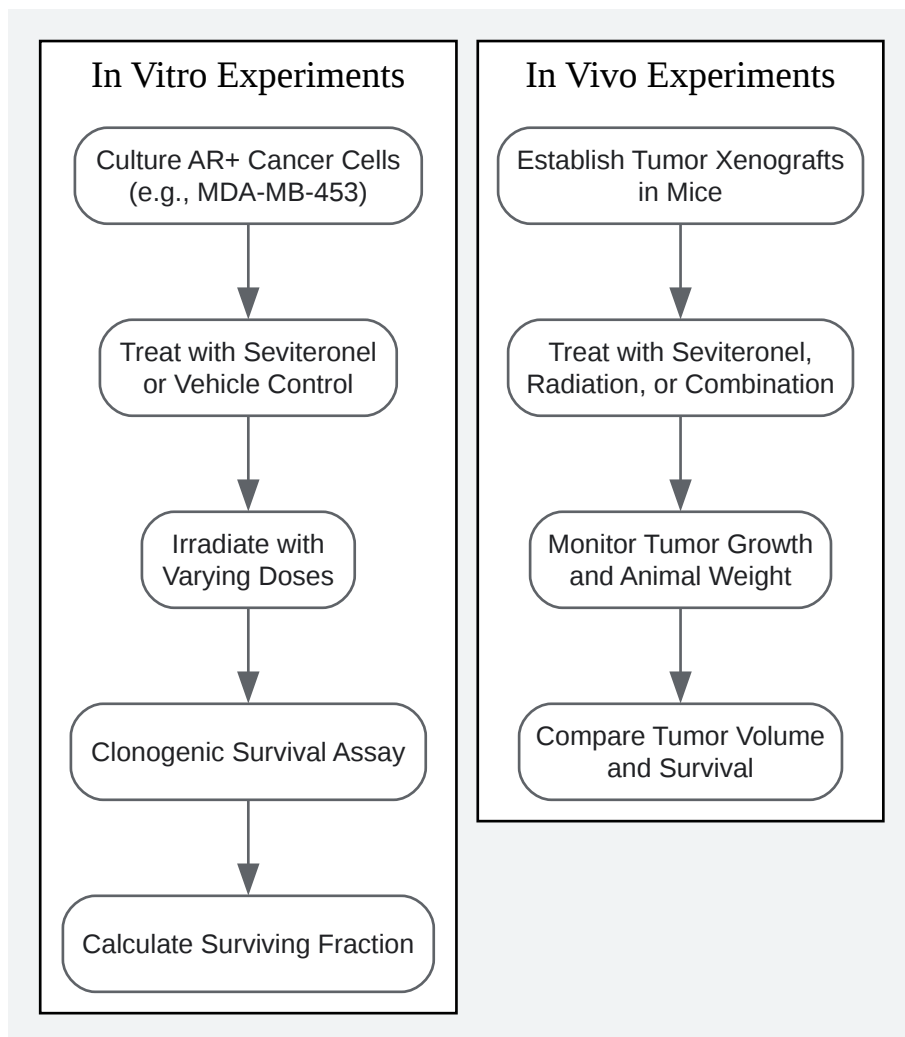 In Vitro Experiments
Culture AR+ Cancer Cells
(e.g., MDA-MB-453)
Treat with Seviteronel
or Vehicle Control
Irradiate with
Varying Doses
Clonogenic Survival Assay
Calculate Surviving Fraction
In Vivo Experiments
Establish Tumor Xenografts
in Mice
Treat with Seviteronel,
Radiation, or Combination
Monitor Tumor Growth
and Animal Weight
Compare Tumor Volume
and Survival